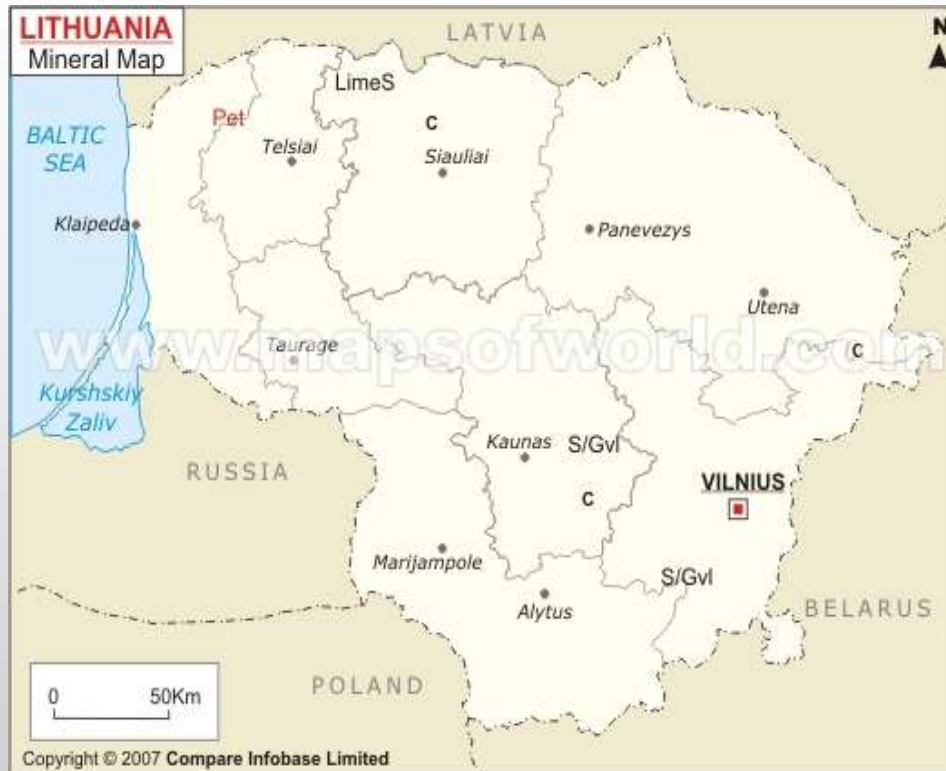 LITHUANIA
Mineral Map
LATVIA
N
LimeS
Pet
C
BALTIC
SEA
Telsiai
Siauliai
Klaipeda
Panevezys
Utena
www.mapsofworld.com
Taurage
C
Kurshskiy
Zaliv
Kaunas
S/Gvl
RUSSIA
VILNIUS
C
Marijampole
S/Gvl
Alytus
BELARUS
POLAND
0 50Km
Copyright © 2007 Compare Infobase Limited